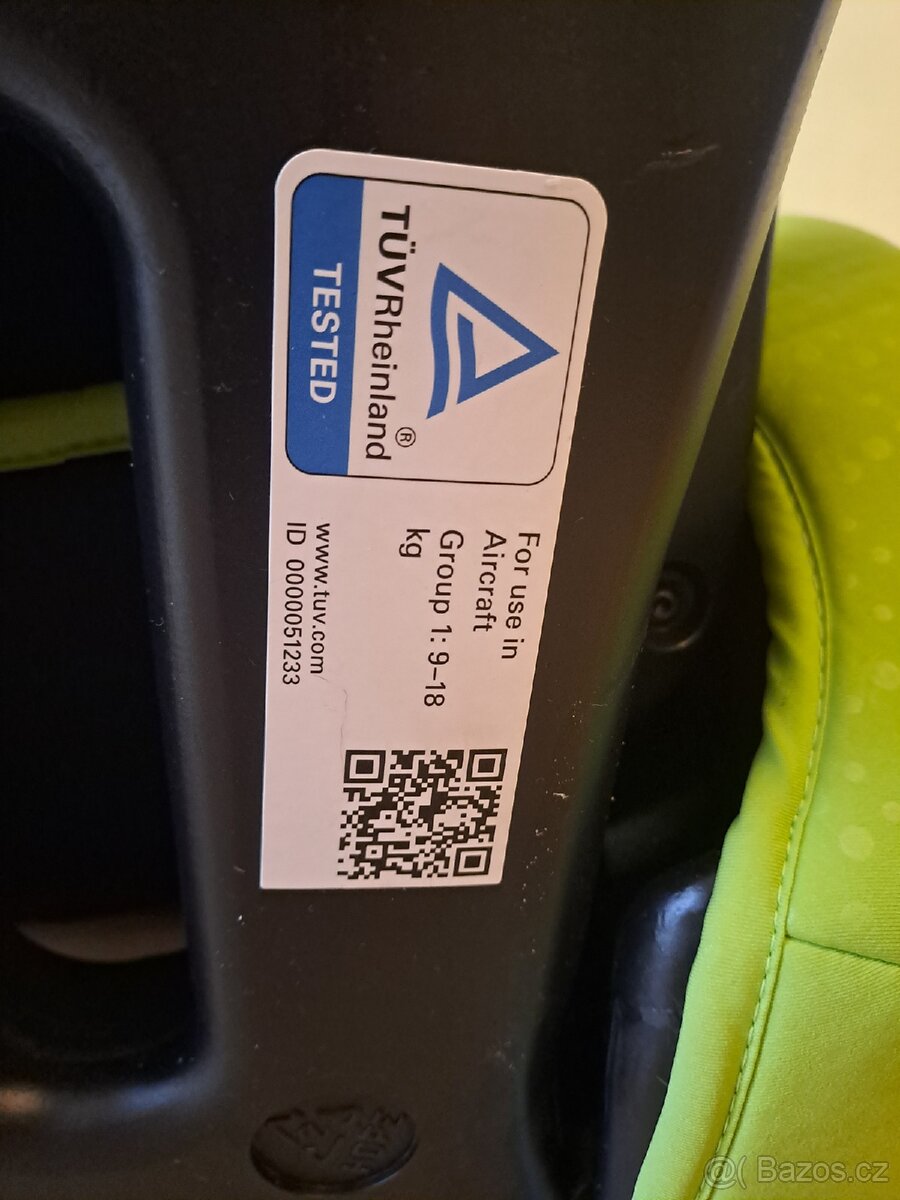 TÜVRheinland®
TESTED
For use in
Aircraft
Group 1: 9–18
kg
www.tuv.com
ID 0000051233
@( Bazos.cz